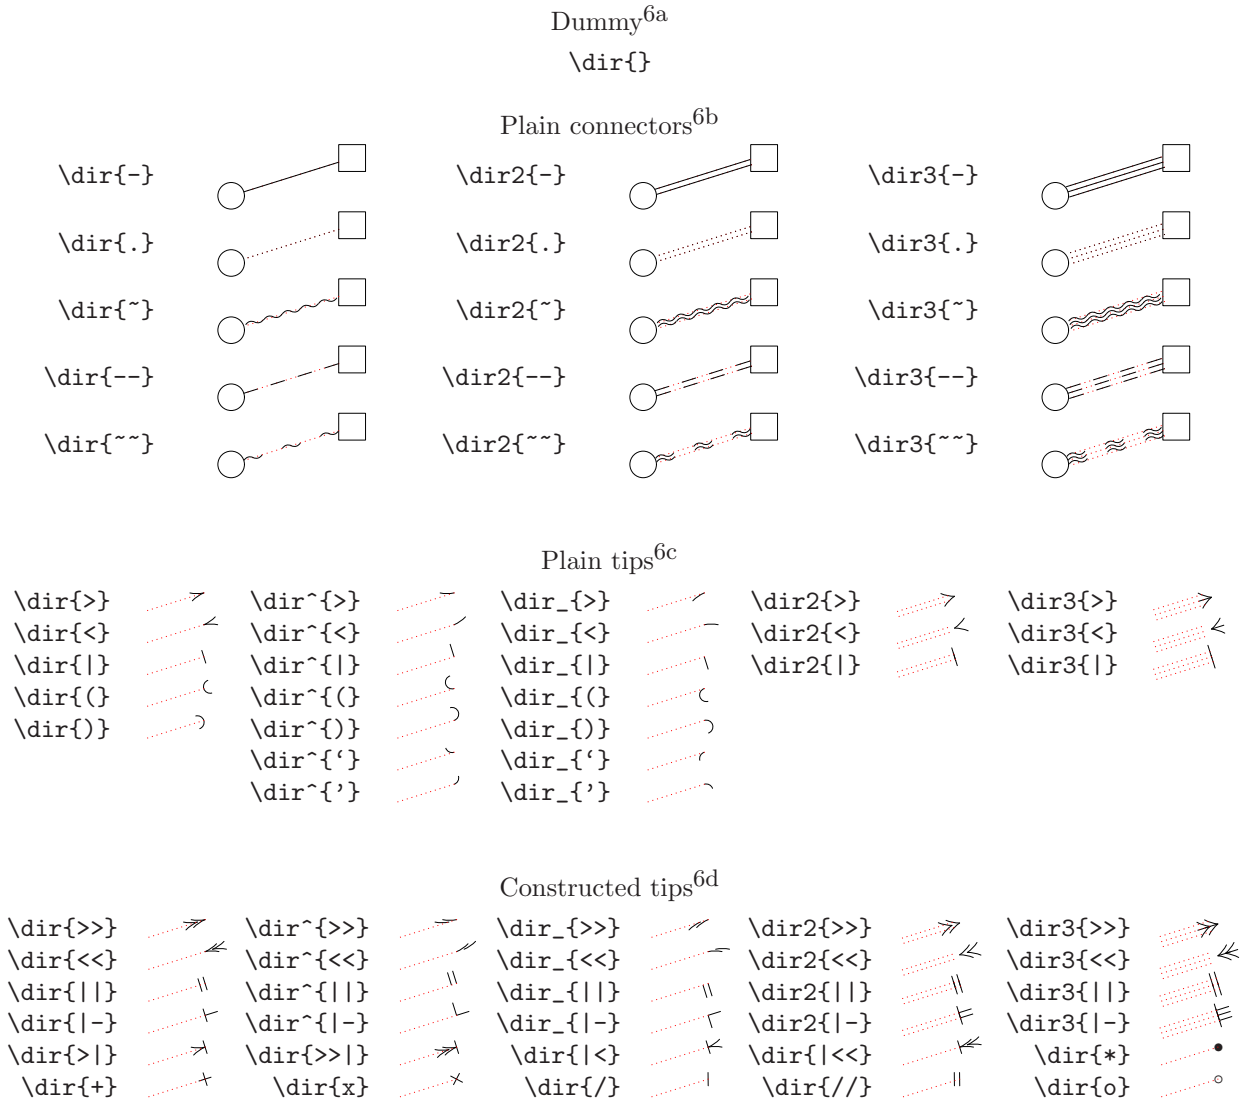 Dummy6a
\dir{}
Plain connectors6b
\dir{-} \dir2{-} \dir3{-}
\dir{.} \dir2{.} \dir3{.}
\dir{~} \dir2{~} \dir3{~}
\dir{--} \dir2{--} \dir3{--}
\dir{~~} \dir2{~~} \dir3{~~}
Plain tips6c
\dir{>} \dir^{>} \dir_{>} \dir2{>} \dir3{>}
\dir{<} \dir^{<} \dir_{<} \dir2{<} \dir3{<}
\dir{|} \dir^{|} \dir_{|} \dir2{|} \dir3{|}
\dir{(} \dir^{(} \dir_{(}
\dir{)} \dir^{)} \dir_{)}
\dir^{‘} \dir_{‘}
\dir^{’} \dir_{’}
Constructed tips6d
\dir{>>} \dir^{>>} \dir_{>>} \dir2{>>} \dir3{>>}
\dir{<<} \dir^{<<} \dir_{<<} \dir2{<<} \dir3{<<}
\dir{||} \dir^{||} \dir_{||} \dir2{||} \dir3{||}
\dir{|-} \dir^{|-} \dir_{|-} \dir2{|-} \dir3{|-}
\dir{>|} \dir{>>|} \dir{|<} \dir{|<<} \dir{*}
\dir{+} \dir{x} \dir{/} \dir{//} \dir{o}